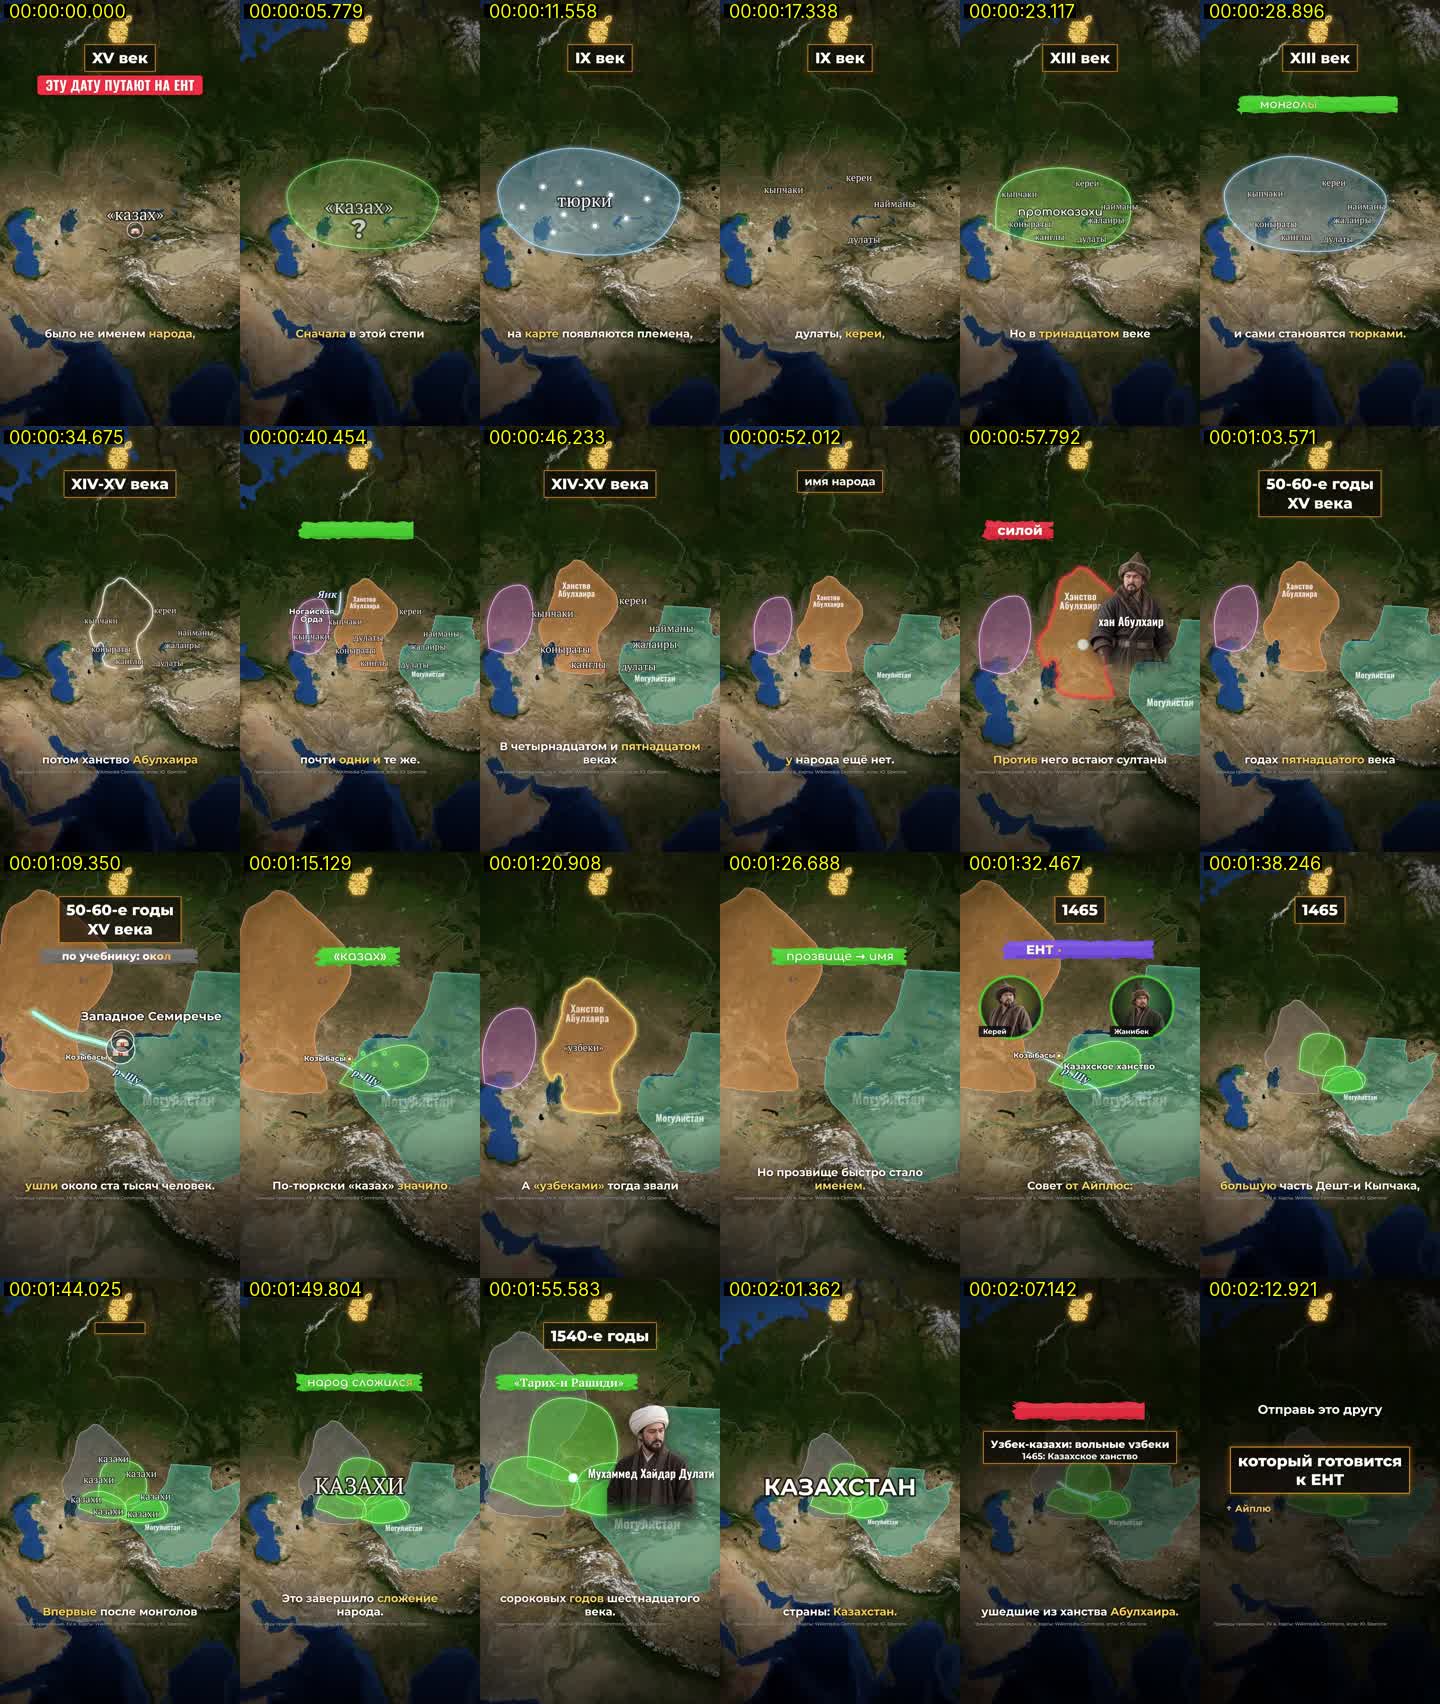 00:00:00.000
XV век
ЭТУ ДАТУ ПУТАЮТ НА ЕНТ
«казах»
было не именем народа,
00:00:05.779
«казах»
?
Сначала в этой степи
00:00:11.558
IX век
тюрки
на карте появляются племена,
00:00:17.338
IX век
кереи
кыпчаки
найманы
дулаты
дулаты, кереи,
00:00:23.117
XIII век
кереи
кыпчаки
найманы
протоказахи
жалаиры
коныраты
канглы
дулаты
Но в тринадцатом веке
00:00:28.896
XIII век
монголы
кереи
кыпчаки
найманы
жалаиры
коныраты
канглы
дулаты
и сами становятся тюрками.
00:00:34.675
XIV-XV века
кереи
кыпчаки
найманы
коныраты
жалаиры
канглы
дулаты
потом ханство Абулхаира
00:00:40.454
Яик
Ханство
Абулхаира
Ногайская
Орда
кереи
кыпчаки
кыпчаки
дулаты
найманы
коныраты
жалаиры
канглы
дулаты
Могулистан
почти одни и те же.
00:00:46.233
XIV-XV века
Ханство
Абулхаира
кереи
кыпчаки
найманы
коныраты
жалаиры
канглы
дулаты
Могулистан
В четырнадцатом и пятнадцатом
веках
00:00:52.012
имя народа
Ханство
Абулхаира
Могулистан
у народа ещё нет.
00:00:57.792
силой
Ханство
Абулхаира
хан Абулхаир
Могулистан
Против него встают султаны
00:01:03.571
50-60-е годы
XV века
Ханство
Абулхаира
Могулистан
годах пятнадцатого века
00:01:09.350
50-60-е годы
XV века
по учебнику: окол
Западное Семиречье
Козыбасы
р. Шу
Могулистан
ушли около ста тысяч человек.
00:01:15.129
«казах»
Козыбасы
р. Шу
Могулистан
По-тюркски «казах» значило
00:01:20.908
Ханство
Абулхаира
«узбеки»
Могулистан
А «узбеками» тогда звали
00:01:26.688
прозвище → имя
Могулистан
Но прозвище быстро стало
именем.
00:01:32.467
1465
ЕНТ
Керей
Жанибек
Козыбасы
Казахское ханство
р. Шу
Могулистан
Совет от Айплюс:
00:01:38.246
1465
Могулистан
большую часть Дешт-и Кыпчака,
00:01:44.025
казахи
казахи
казахи
казахи
казахи
казахи
казахи
Могулистан
Впервые после монголов
00:01:49.804
народ сложился
КАЗАХИ
Могулистан
Это завершило сложение
народа.
00:01:55.583
1540-е годы
«Тарих-и Рашиди»
Мухаммед Хайдар Дулати
Могулистан
сороковых годов шестнадцатого
века.
00:02:01.362
КАЗАХСТАН
Могулистан
страны: Казахстан.
00:02:07.142
Узбек-казахи: вольные узбеки
1465: Казахское ханство
Могулистан
ушедшие из ханства Абулхаира.
00:02:12.921
Отправь это другу
который готовится
к ЕНТ
↑ Айплю